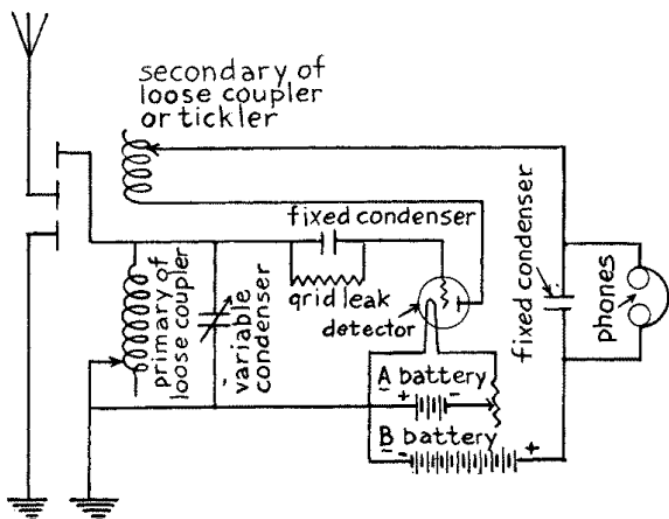 secondary of
loose coupler
or tickler
fixed condenser
grid leak
detector
primary of
loose coupler
variable
condenser
fixed condenser
phones
A battery
+ -
B battery
- +